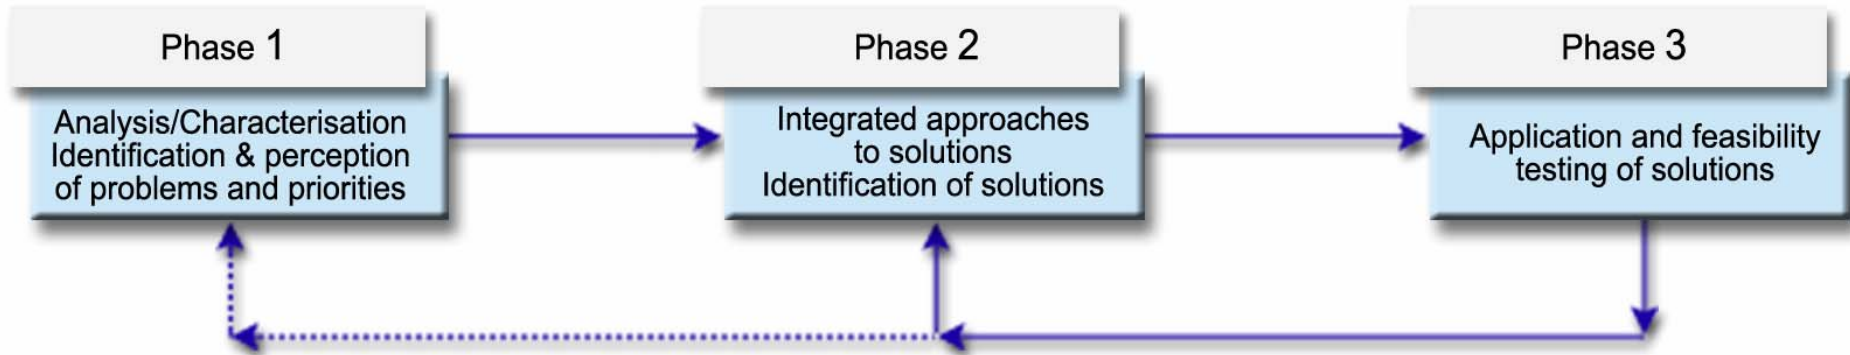 Phase 1
Analysis/Characterisation
Identification & perception
of problems and priorities
Phase 2
Integrated approaches
to solutions
Identification of solutions
Phase 3
Application and feasibility
testing of solutions